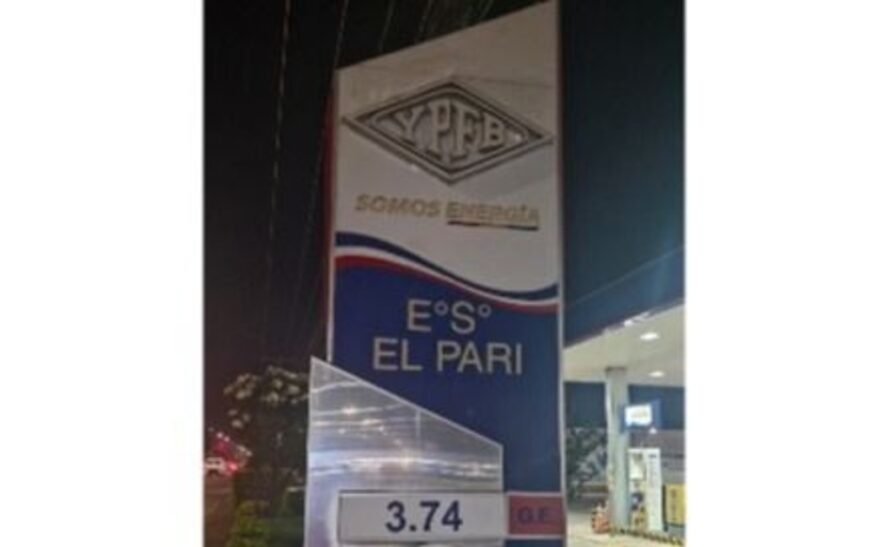 YPFB
SOMOS ENERGÍA
E°S°
EL PARI
3.74 G.E.